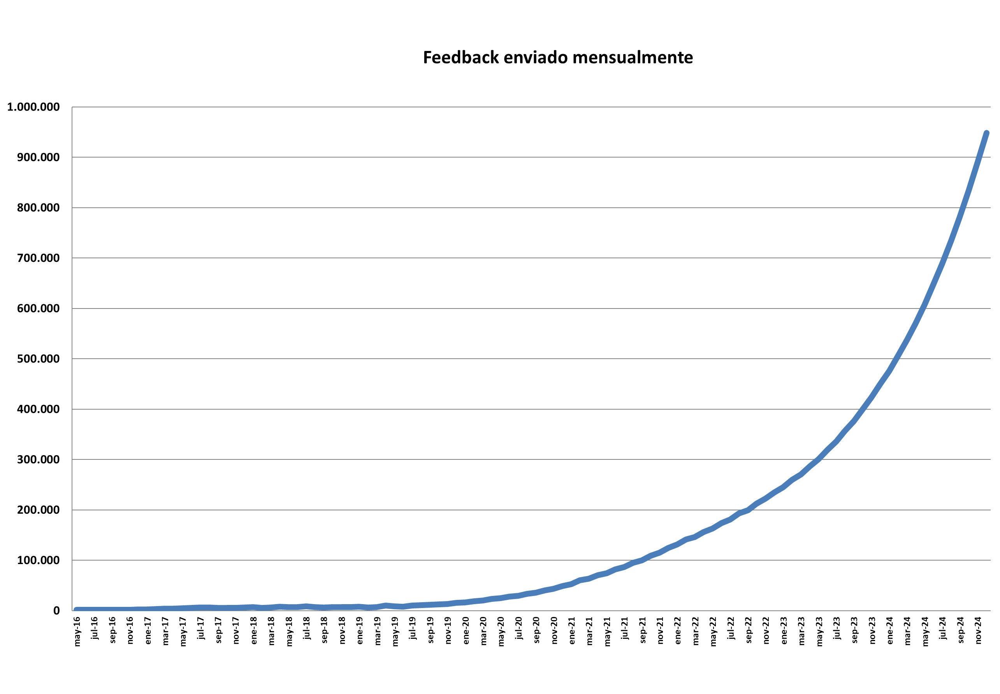 Feedback enviado mensualmente
1.000.000
900.000
800.000
700.000
600.000
500.000
400.000
300.000
200.000
100.000
0
may-16
jul-16
sep-16
nov-16
ene-17
mar-17
may-17
jul-17
sep-17
nov-17
ene-18
mar-18
may-18
jul-18
sep-18
nov-18
ene-19
mar-19
may-19
jul-19
sep-19
nov-19
ene-20
mar-20
may-20
jul-20
sep-20
nov-20
ene-21
mar-21
may-21
jul-21
sep-21
nov-21
ene-22
mar-22
may-22
jul-22
sep-22
nov-22
ene-23
mar-23
may-23
jul-23
sep-23
nov-23
ene-24
mar-24
may-24
jul-24
sep-24
nov-24